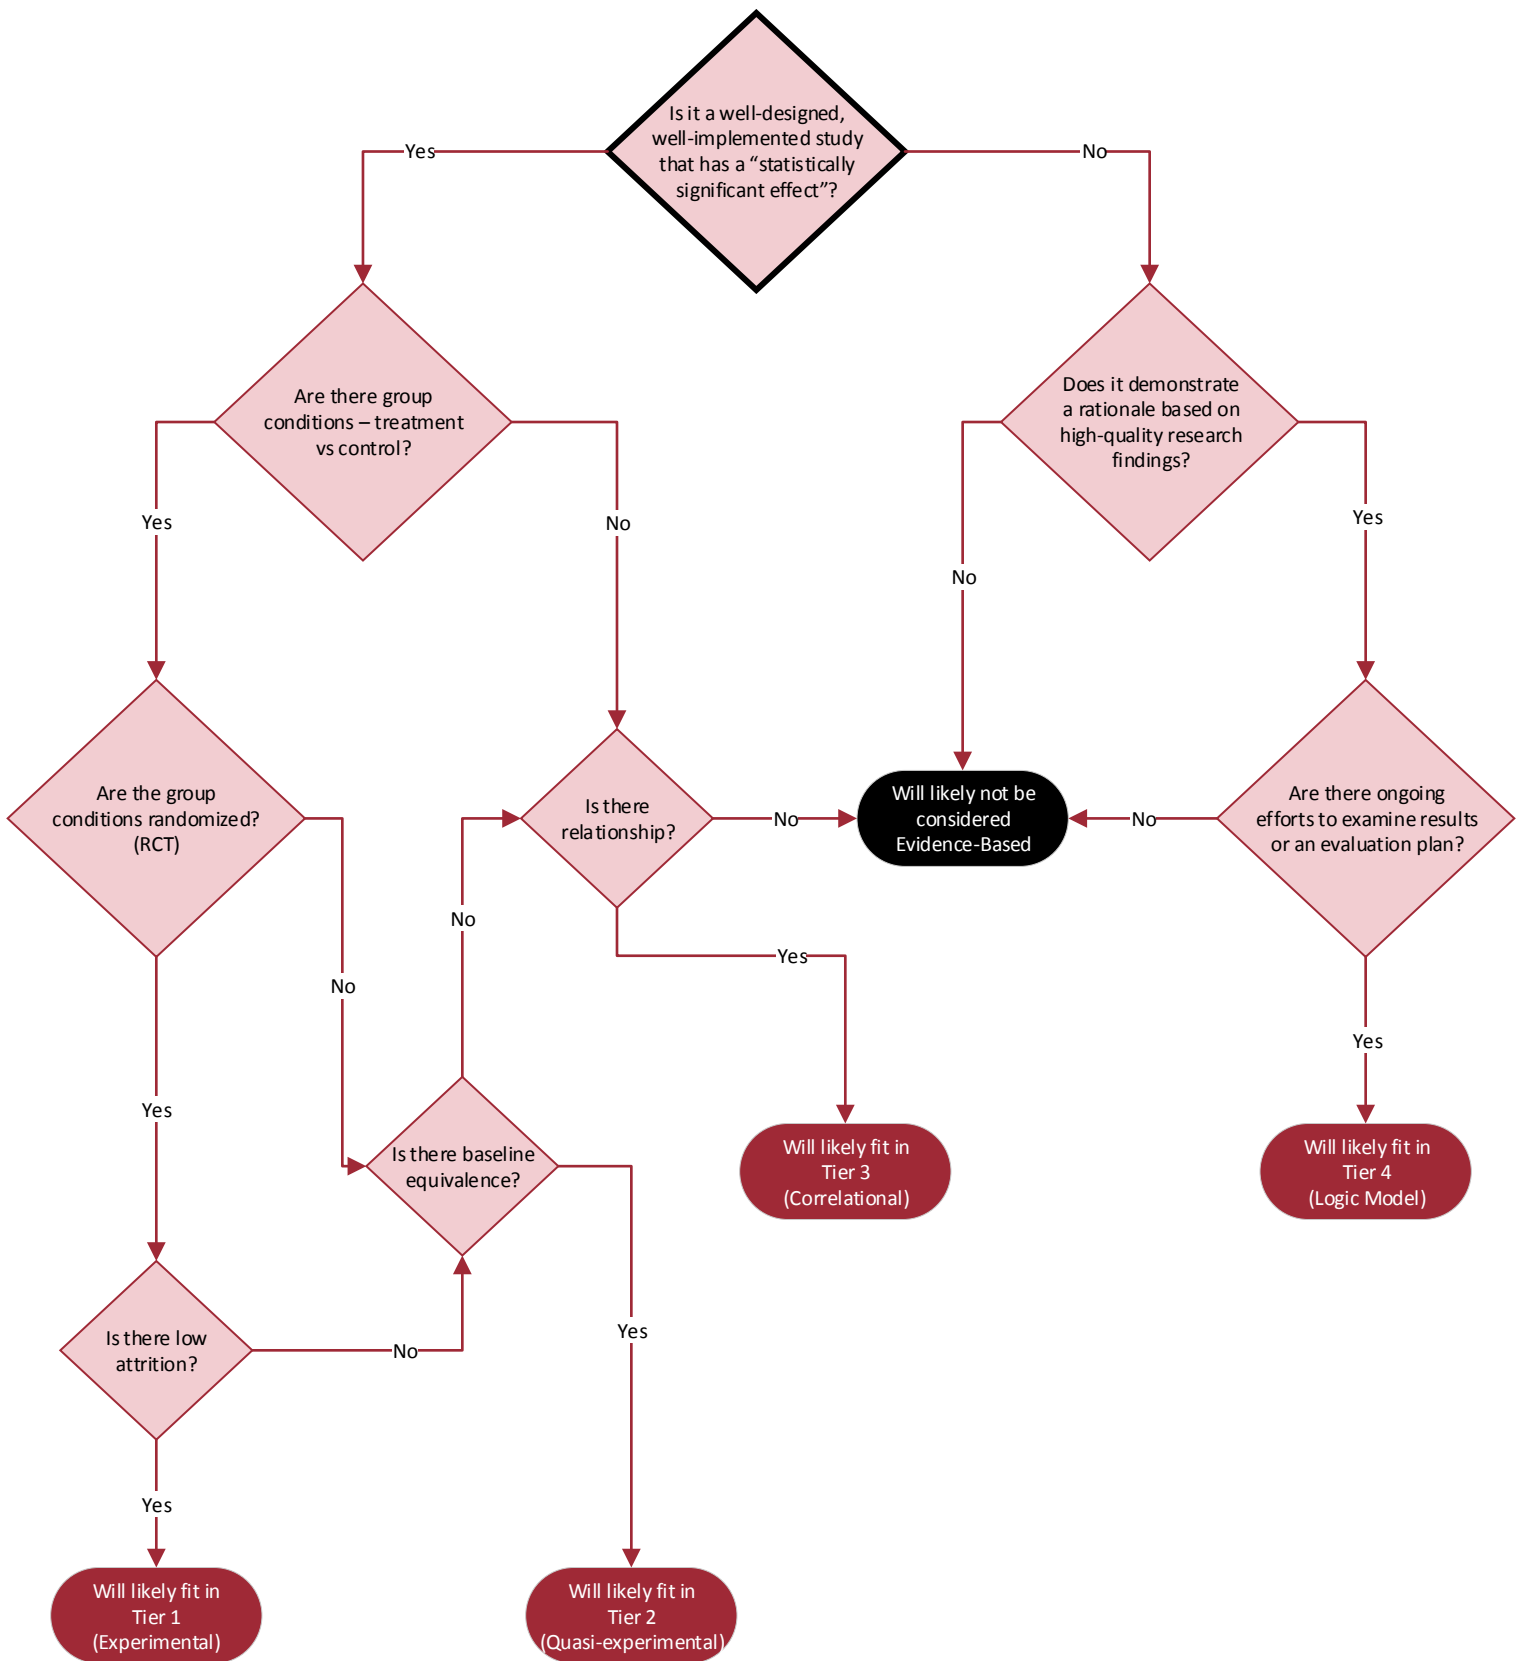 Is it a well-designed,
well-implemented study
that has a “statistically
significant effect”?
Yes
No
Are there group
conditions – treatment
vs control?
Does it demonstrate
a rationale based on
high-quality research
findings?
Yes
No
No
Yes
Are the group
conditions randomized?
(RCT)
Is there
relationship?
No
Will likely not be
considered
Evidence-Based
No
Are there ongoing
efforts to examine results
or an evaluation plan?
No
No
Yes
Yes
Yes
Is there baseline
equivalence?
Will likely fit in
Tier 3
(Correlational)
Will likely fit in
Tier 4
(Logic Model)
Is there low
attrition?
No
Yes
Yes
Will likely fit in
Tier 1
(Experimental)
Will likely fit in
Tier 2
(Quasi-experimental)